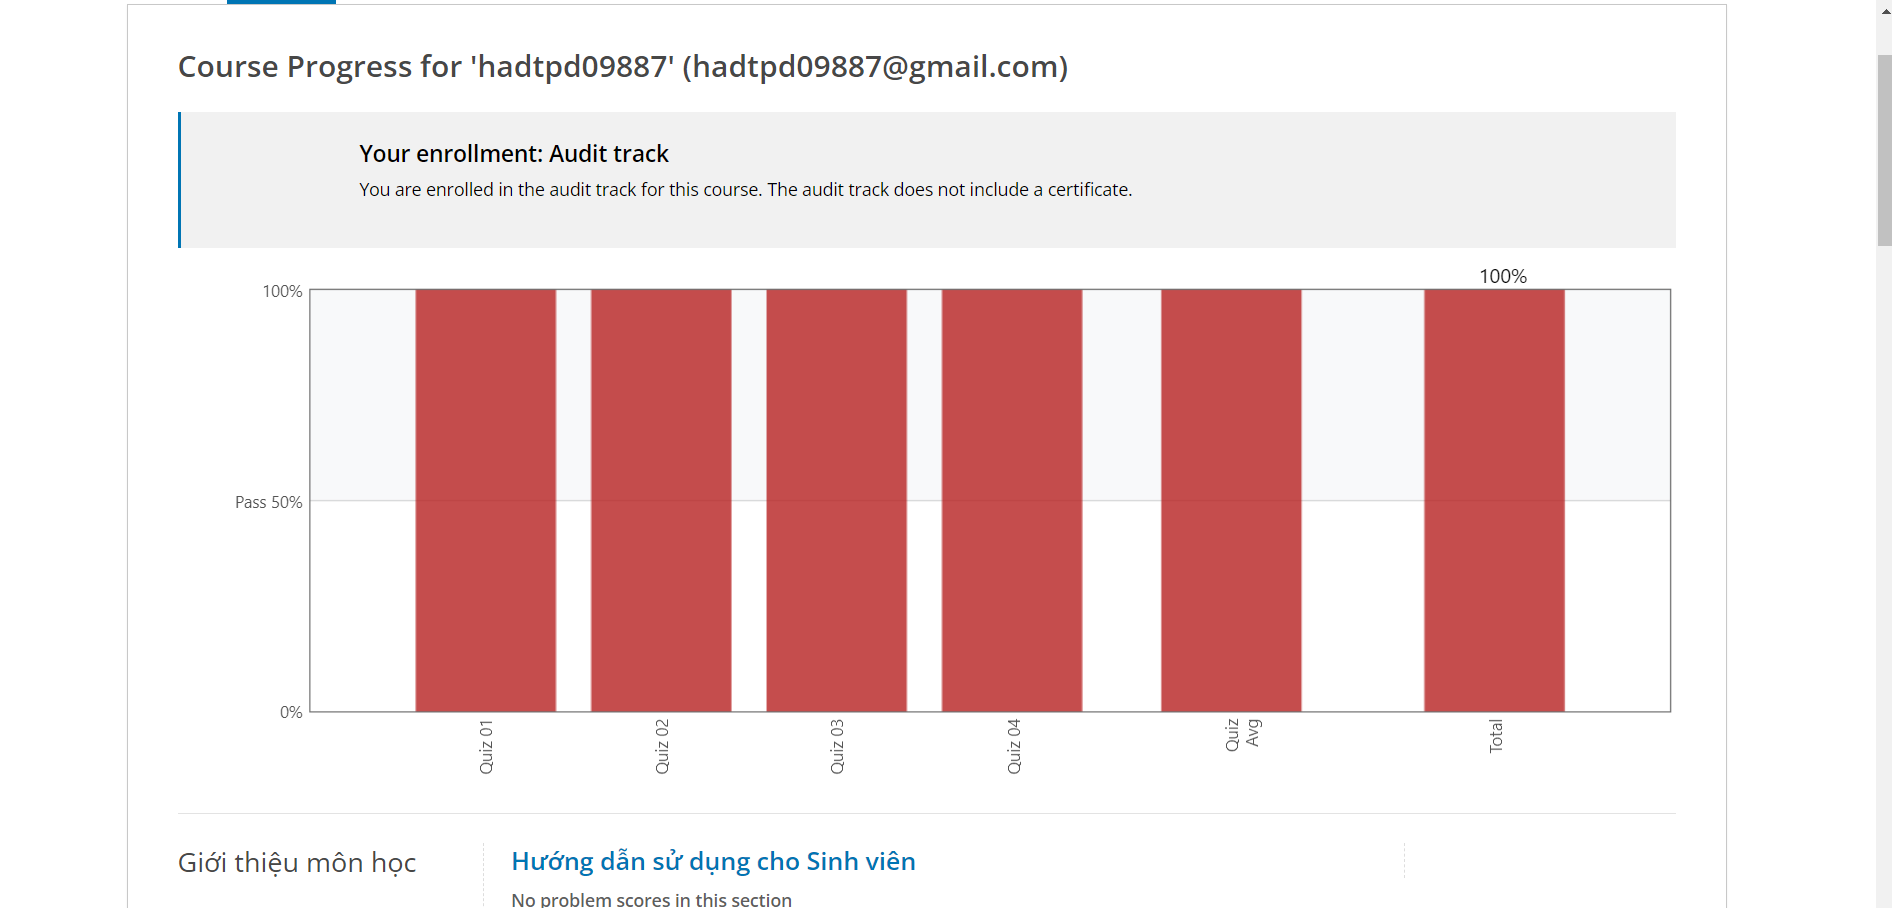 Course Progress for 'hadtpd09887' (hadtpd09887@gmail.com)
Your enrollment: Audit track
You are enrolled in the audit track for this course. The audit track does not include a certificate.
100%
100%
Pass 50%
0%
Quiz 01
Quiz 02
Quiz 03
Quiz 04
Quiz
Avg
Total
Giới thiệu môn học
Hướng dẫn sử dụng cho Sinh viên
No problem scores in this section